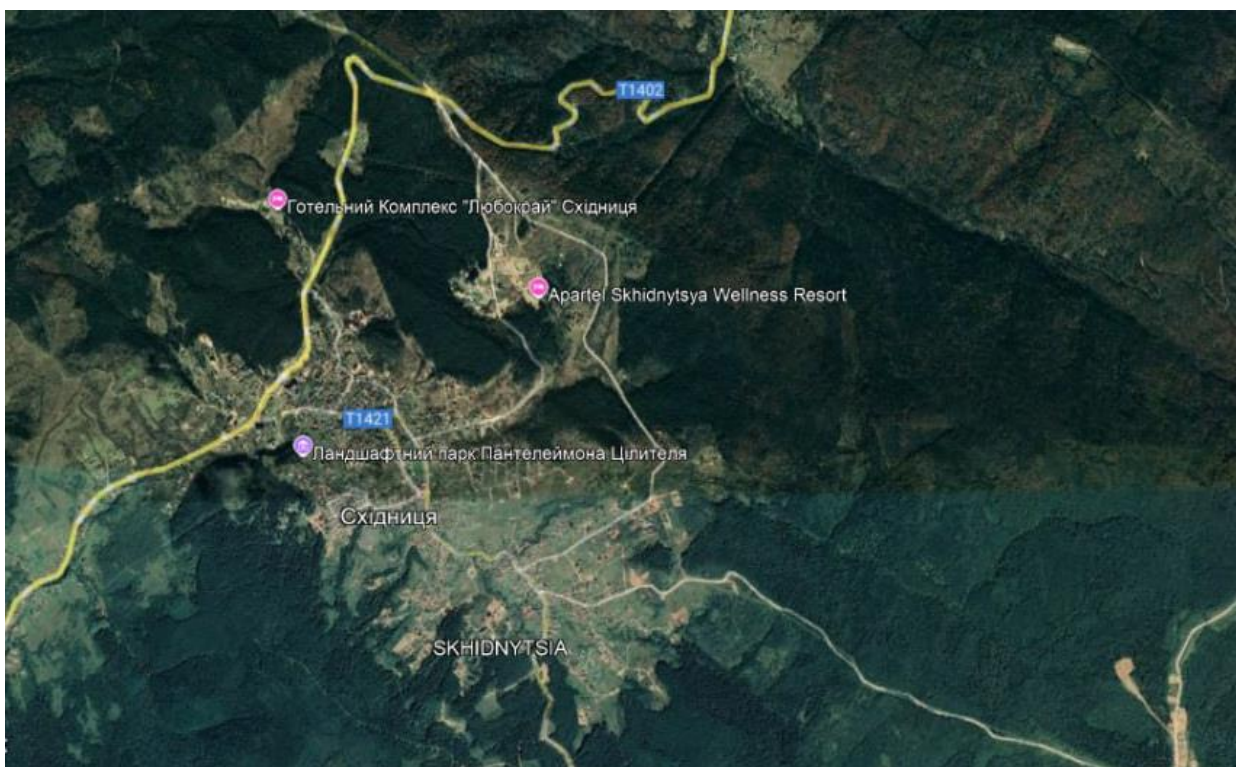 T1402
Готельний Комплекс "Любокрай" Східниця
Apartel Skhidnytsya Wellness Resort
T1421
Ландшафтний парк Пантелеймона Цілителя
Східниця
SKHIDNYTSIA